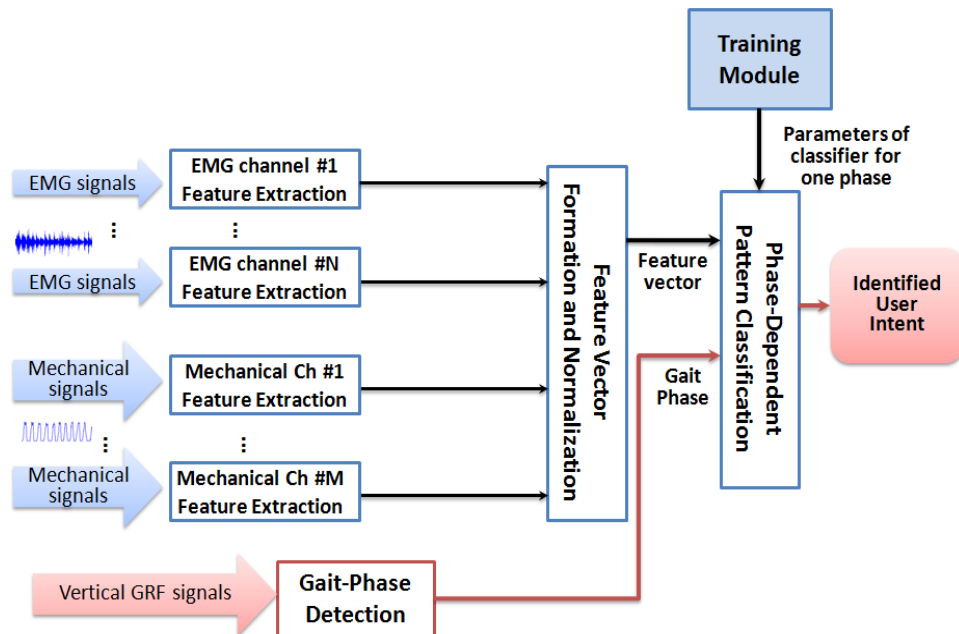 Training
Module
Parameters of
classifier for
one phase
EMG signals
EMG channel #1
Feature Extraction
...
...
EMG signals
EMG channel #N
Feature Extraction
Mechanical
signals
Mechanical Ch #1
Feature Extraction
...
...
Mechanical
signals
Mechanical Ch #M
Feature Extraction
Feature Vector
Formation and Normalization
Feature
vector
Gait
Phase
Phase-Dependent
Pattern Classification
Identified
User
Intent
Vertical GRF signals
Gait-Phase
Detection